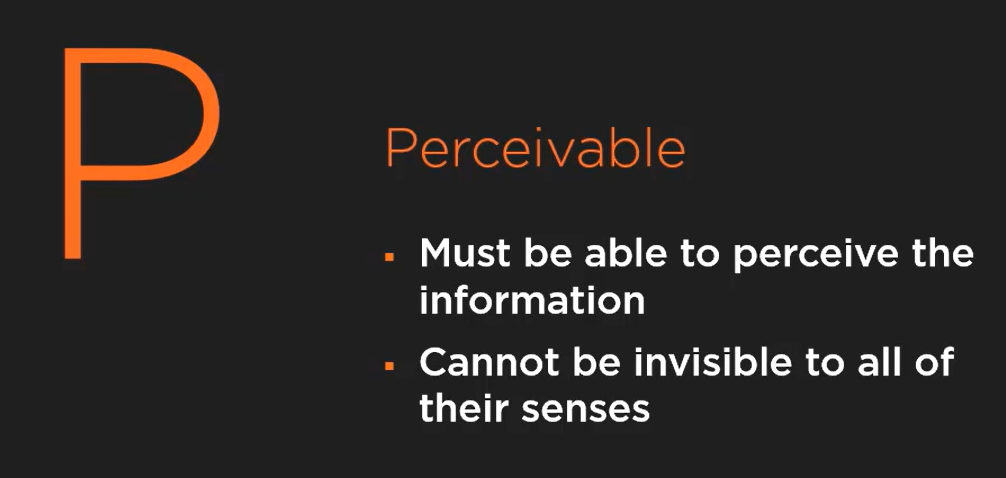 P
Perceivable
▪ Must be able to perceive the
information
▪ Cannot be invisible to all of
their senses